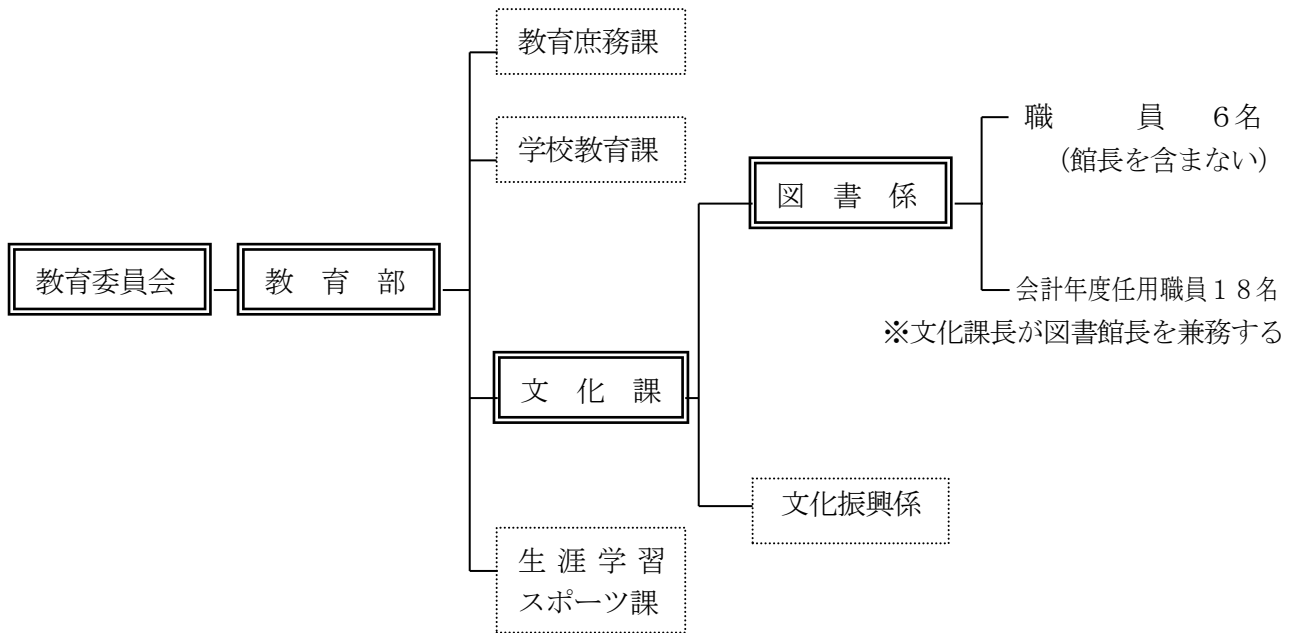 教育庶務課
学校教育課
職　員　６名
（館長を含まない）
図書係
教育委員会
教育部
会計年度任用職員１８名
※文化課長が図書館長を兼務する
文化課
文化振興係
生涯学習
スポーツ課